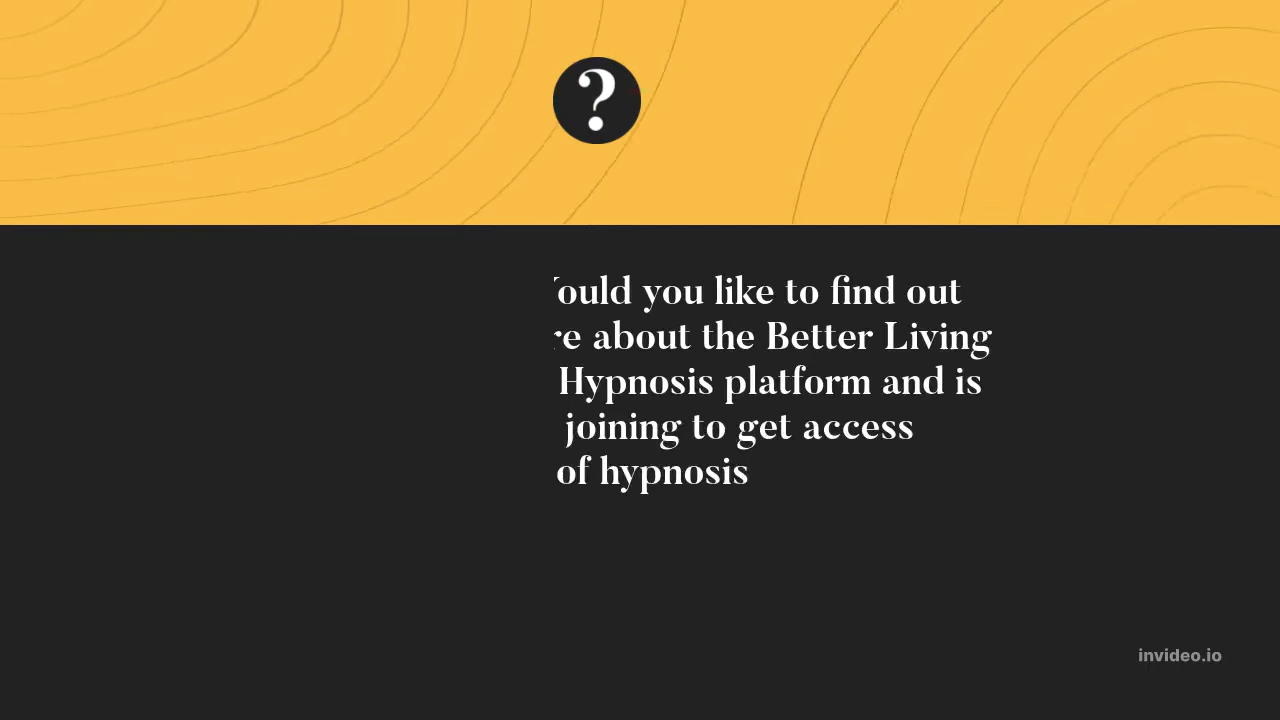 ?
ould you like to find out
re about the Better Living
Hypnosis platform and is
joining to get access
of hypnosis
invideo.io